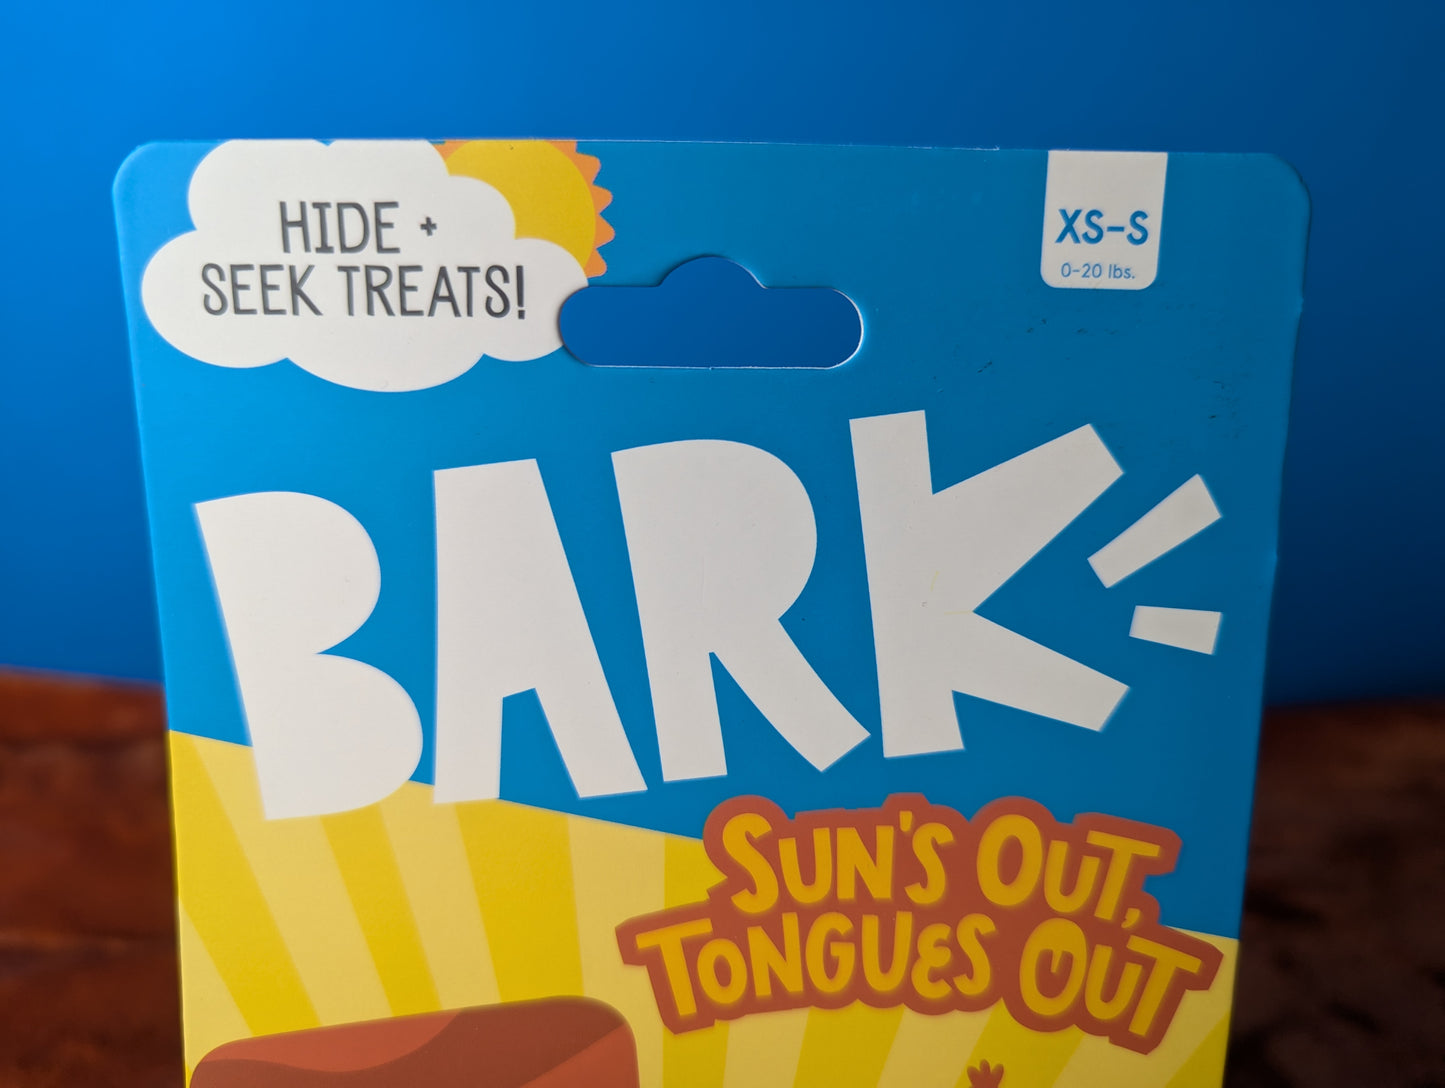 HIDE +
SEEK TREATS!
XS-S
0-20 lbs.
BARK
SUN'S OUT,
TONGUES OUT